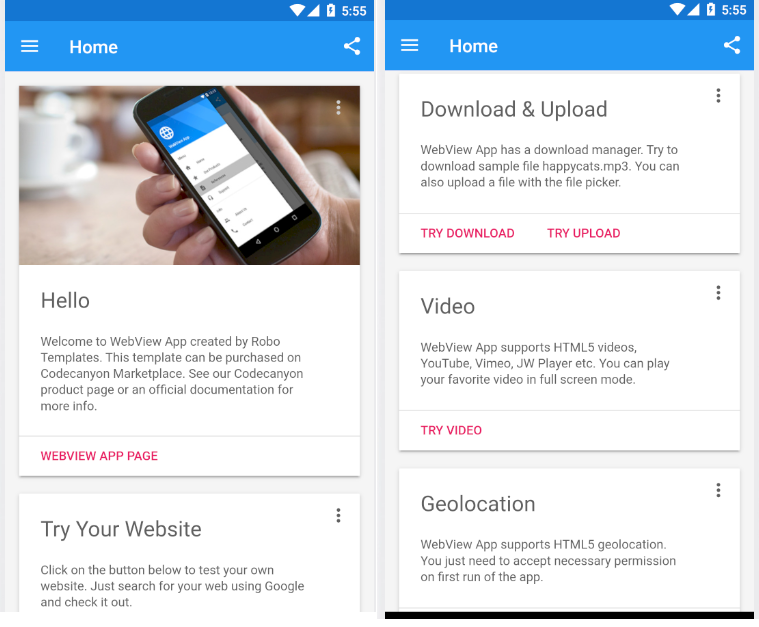 5:55
Home
WebView App
Hello
Welcome to WebView App created by Robo
Templates. This template can be purchased on
Codecanyon Marketplace. See our Codecanyon
product page or an official documentation for
more info.
WEBVIEW APP PAGE
Try Your Website
Click on the button below to test your own
website. Just search for your web using Google
and check it out.
5:55
Home
Download & Upload
WebView App has a download manager. Try to
download sample file happycats.mp3. You can
also upload a file with the file picker.
TRY DOWNLOAD TRY UPLOAD
Video
WebView App supports HTML5 videos,
YouTube, Vimeo, JW Player etc. You can play
your favorite video in full screen mode.
TRY VIDEO
Geolocation
WebView App supports HTML5 geolocation.
You just need to accept necessary permission
on first run of the app.